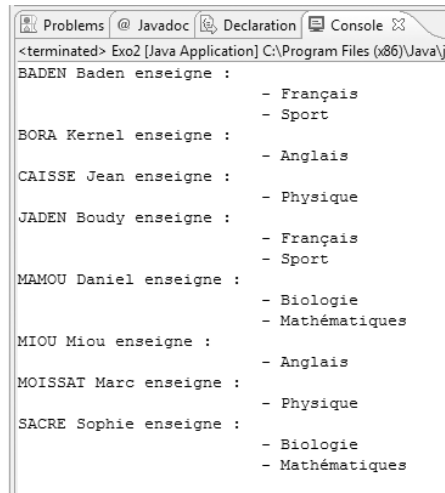 Problems @ Javadoc Declaration Console
<terminated> Exo2 [Java Application] C:\Program Files (x86)\Java\j
BADEN Baden enseigne :
- Français
- Sport
BORA Kernel enseigne :
- Anglais
CAISSE Jean enseigne :
- Physique
JADEN Boudy enseigne :
- Français
- Sport
MAMOU Daniel enseigne :
- Biologie
- Mathématiques
MIOU Miou enseigne :
- Anglais
MOISSAT Marc enseigne :
- Physique
SACRE Sophie enseigne :
- Biologie
- Mathématiques